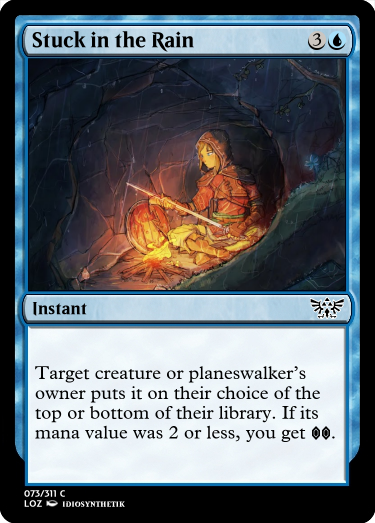 Stuck in the Rain 3
Instant
Target creature or planeswalker's
owner puts it on their choice of the
top or bottom of their library. If its
mana value was 2 or less, you get
073/311 C
LOZ IDIOSYNTHETIK